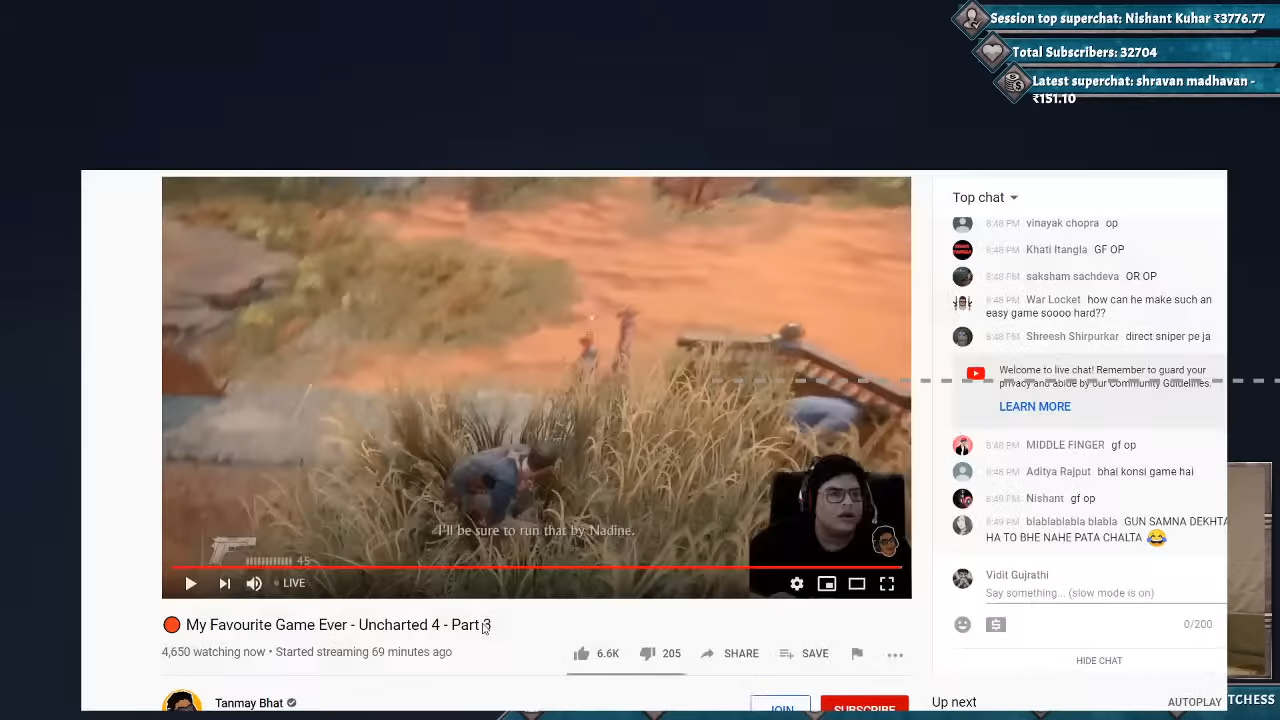 Session top superchat: Nishant Kuhar ₹3776.77
Total Subscribers: 32704
Latest superchat: shravan madhavan -
₹151.10
I'll be sure to run that by Nadine.
45
LIVE
My Favourite Game Ever - Uncharted 4 - Part 3
4,650 watching now • Started streaming 69 minutes ago
6.6K
205
SHARE
SAVE
Tanmay Bhat
JOIN
SUBSCRIBE
Top chat
8:48 PM vinayak chopra op
8:48 PM Khati ftangla GF OP
8:48 PM saksham sachdeva OR OP
8:48 PM War Locket how can he make such an
easy game soooo hard??
8:48 PM Shreesh Shirpurkar direct sniper pe ja
Welcome to live chat! Remember to guard your
privacy and abide by our Community Guidelines.
LEARN MORE
8:48 PM MIDDLE FINGER gf op
8:48 PM Aditya Rajput bhai konsi game hai
8:49 PM Nishant gf op
8:49 PM blablablabla blabla GUN SAMNA DEKHTA
HA TO BHE NAHE PATA CHALTA 😂
Vidit Gujrathi
Say something... (slow mode is on)
0/200
HIDE CHAT
Up next
AUTOPLAY
TCHESS